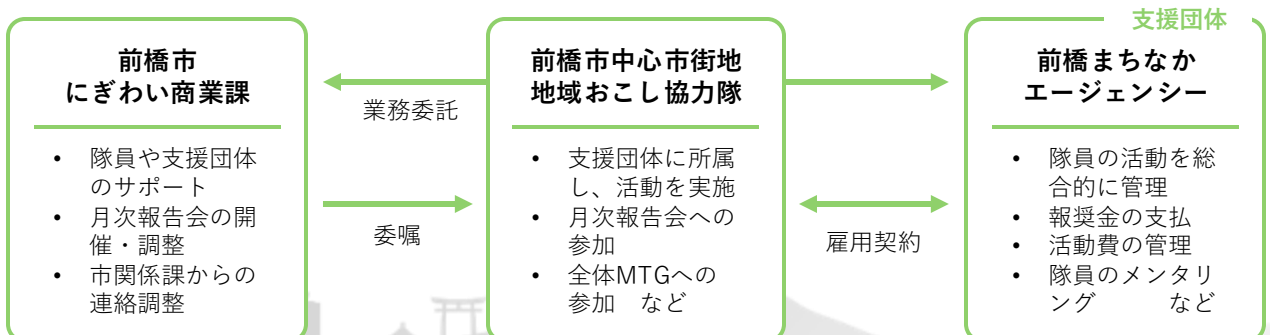 支援団体
前橋市
にぎわい商業課
• 隊員や支援団体
のサポート
• 月次報告会の開
催・調整
• 市関係課からの
連絡調整
業務委託
委嘱
前橋市中心市街地
地域おこし協力隊
• 支援団体に所属
し、活動を実施
• 月次報告会への
参加
• 全体MTGへの
参加　など
雇用契約
前橋まちなか
エージェンシー
• 隊員の活動を総
合的に管理
• 報奨金の支払
• 活動費の管理
• 隊員のメンタリ
ング　　　など